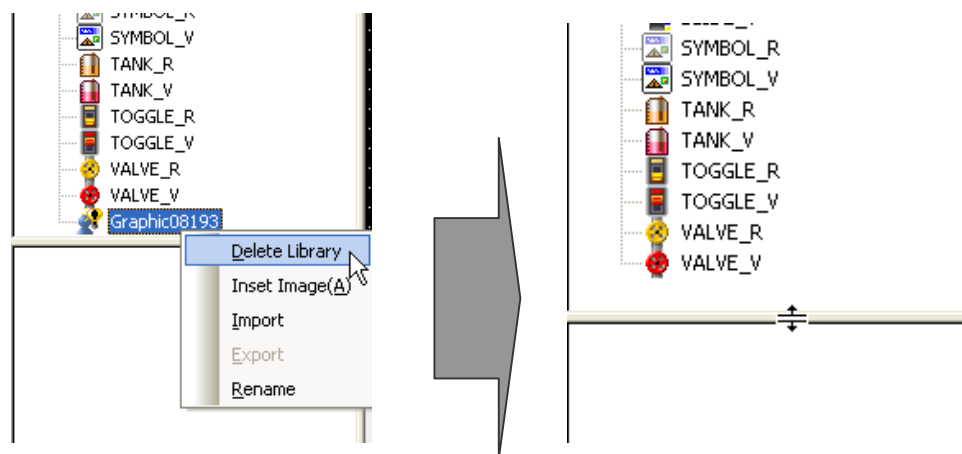 SYMBOL_R
SYMBOL_V
TANK_R
TANK_V
TOGGLE_R
TOGGLE_V
VALVE_R
VALVE_V
Graphic08193
Delete Library
Inset Image(A)
Import
Export
Rename
SYMBOL_R
SYMBOL_V
TANK_R
TANK_V
TOGGLE_R
TOGGLE_V
VALVE_R
VALVE_V